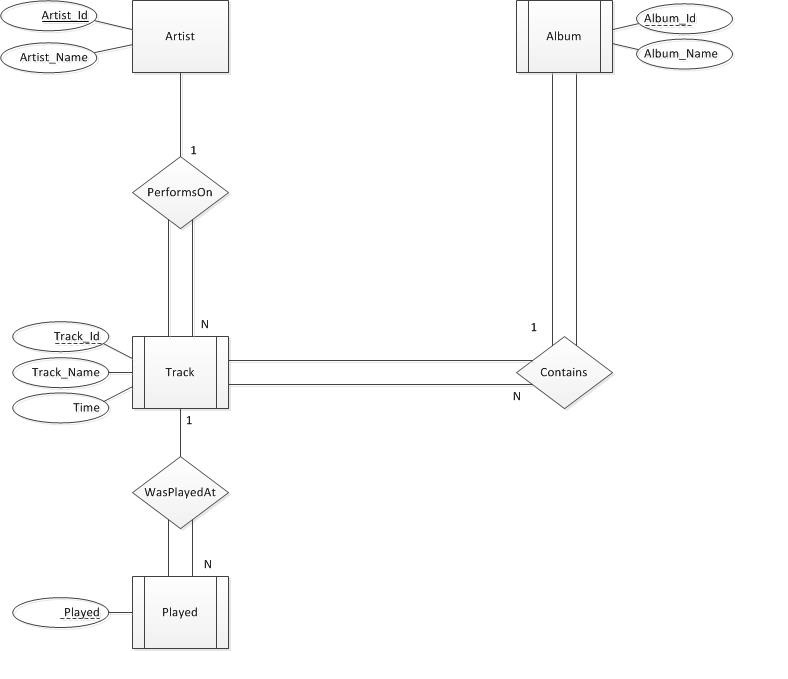 Artist_Id
Artist
Artist_Name
Album
Album_Id
Album_Name
1
PerformsOn
N
1
Track_Id
Track_Name
Time
Track
Contains
N
1
WasPlayedAt
N
Played
Played